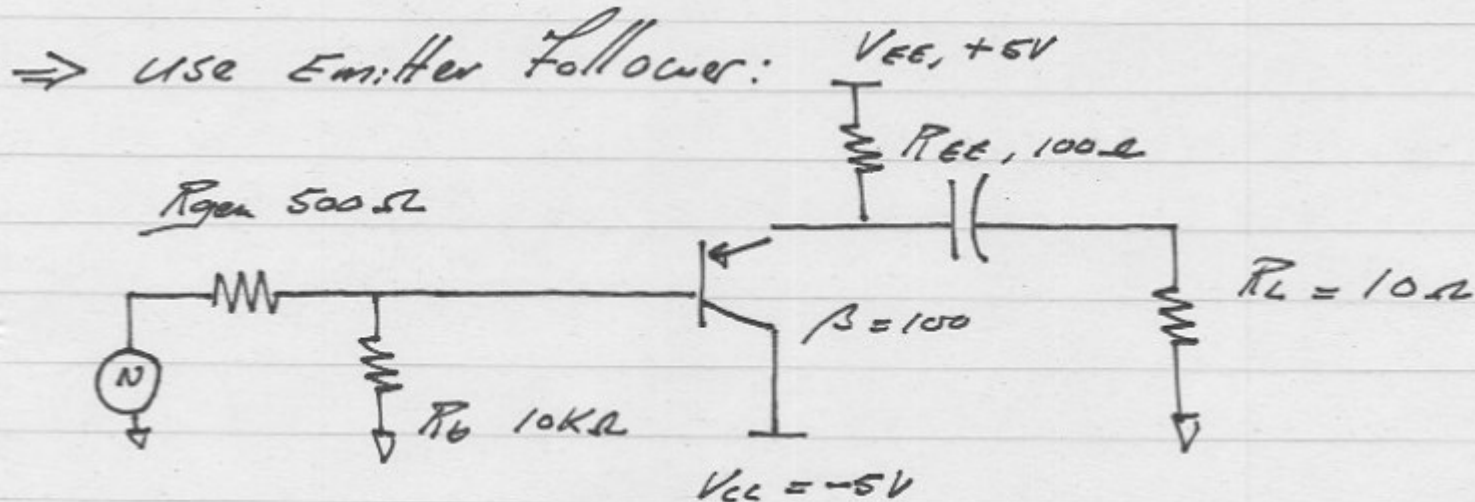 ⇒ Use Emitter Follower:
VEE, +5V
REE, 100Ω
Rgen 500Ω
RL = 10Ω
β = 100
N
Rb 10KΩ
VCC = -5V